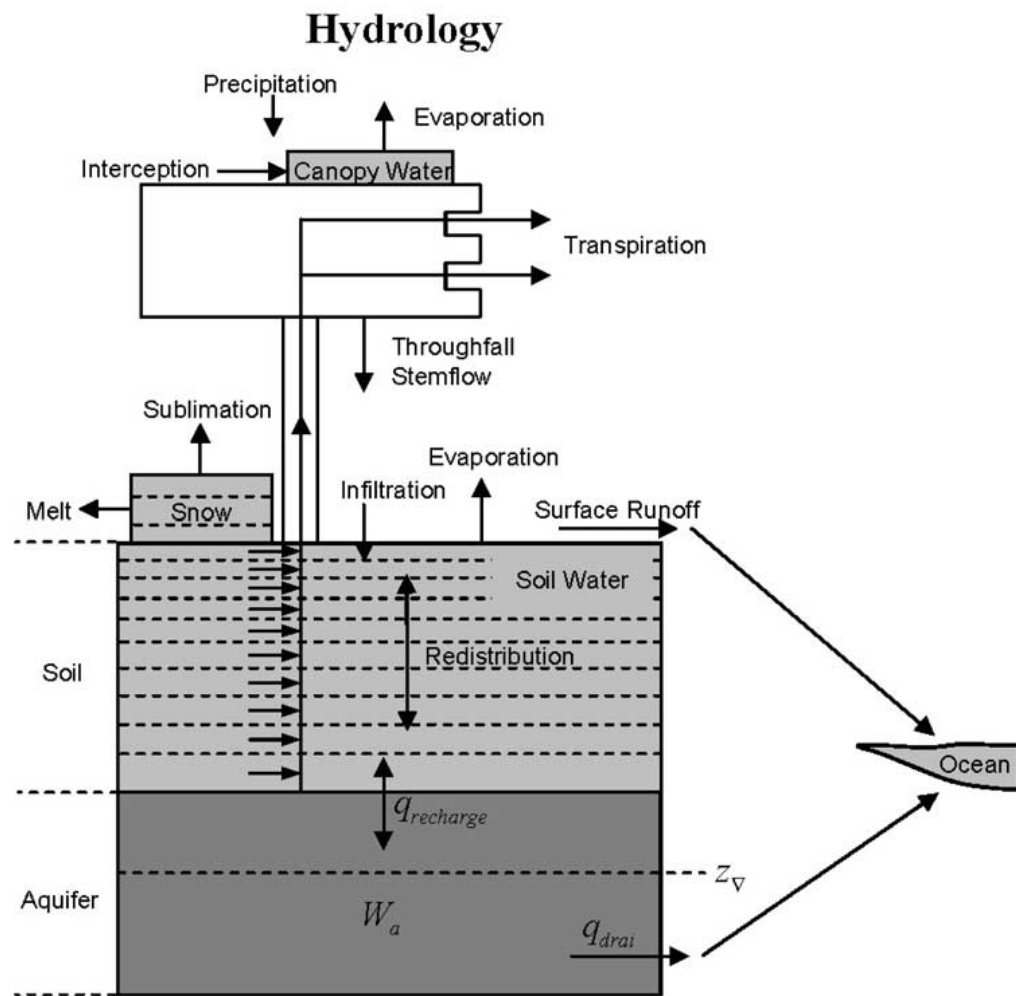 Hydrology
Precipitation
Evaporation
Interception
Canopy Water
Transpiration
Throughfall
Stemflow
Sublimation
Evaporation
Melt
Snow
Infiltration
Surface Runoff
Soil Water
Soil
Redistribution
Ocean
q_recharge
z_∇
Aquifer
W_a
q_drai